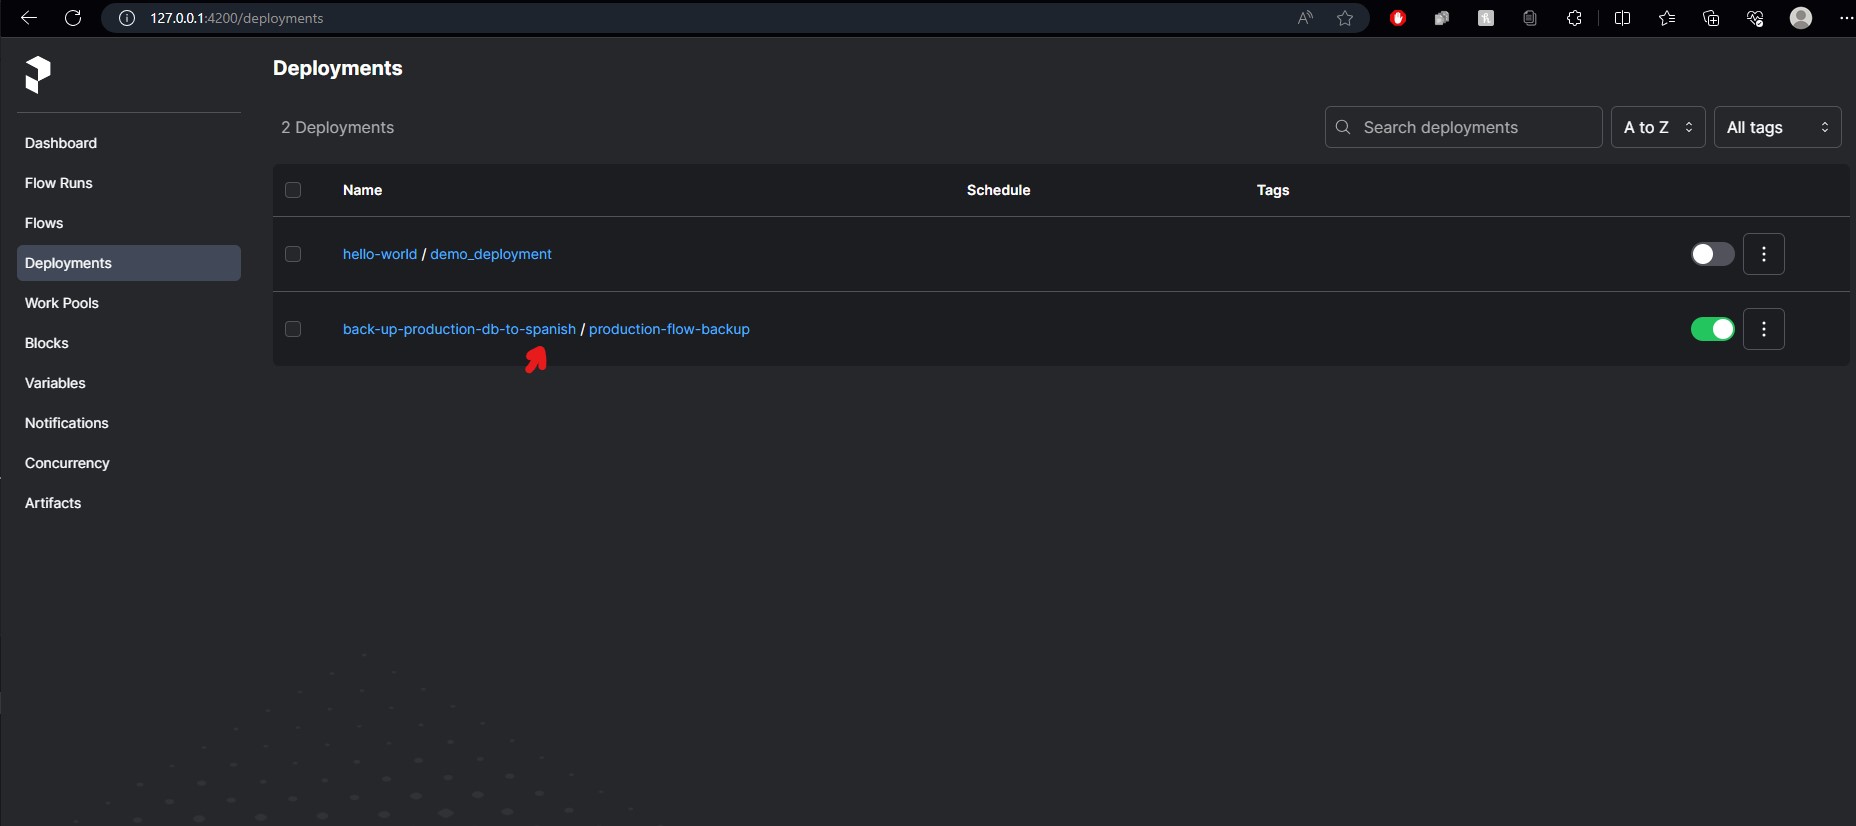 127.0.0.1:4200/deployments
Deployments
2 Deployments
Search deployments
A to Z
All tags
Dashboard
Flow Runs
Flows
Deployments
Work Pools
Blocks
Variables
Notifications
Concurrency
Artifacts
Name Schedule Tags
hello-world / demo_deployment
back-up-production-db-to-spanish / production-flow-backup